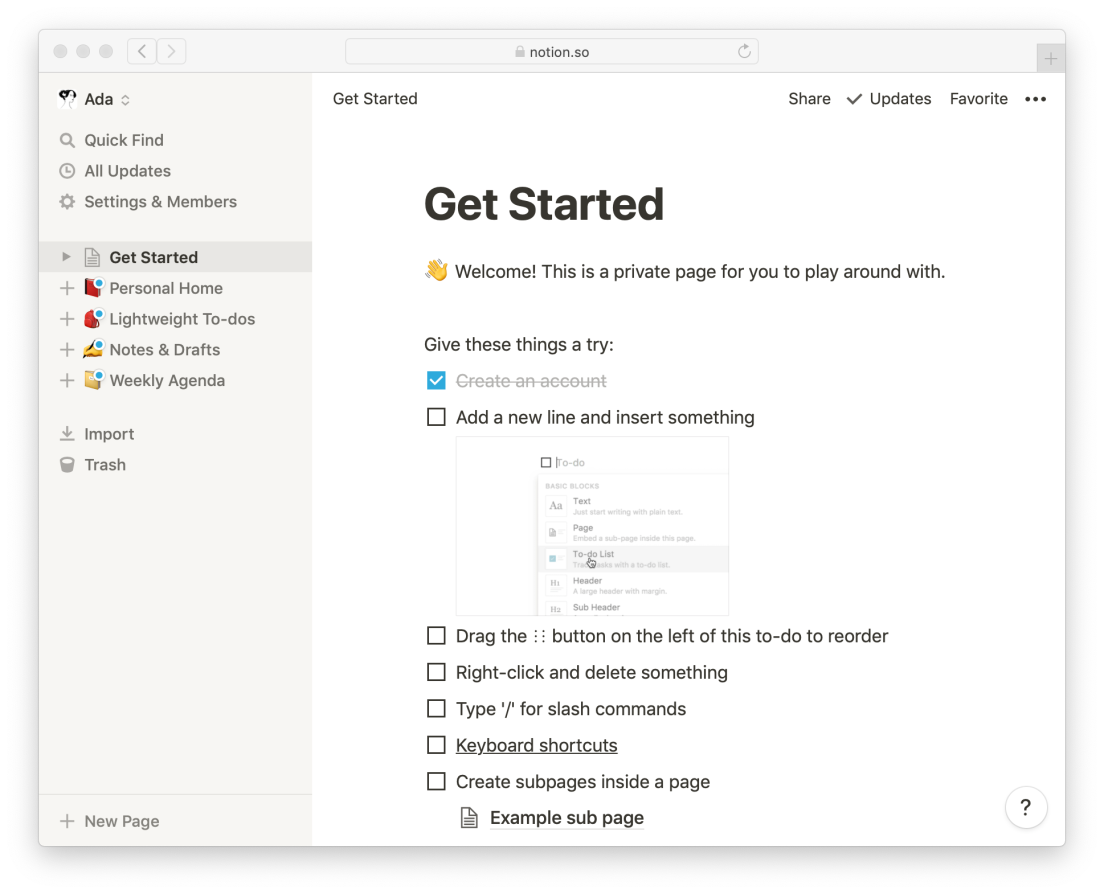 notion.so
Ada
Quick Find
All Updates
Settings & Members
Get Started
Personal Home
Lightweight To-dos
Notes & Drafts
Weekly Agenda
Import
Trash
New Page
Get Started
Share
Updates
Favorite
Get Started
👋 Welcome! This is a private page for you to play around with.
Give these things a try:
Create an account
Add a new line and insert something
To-do
BASIC BLOCKS
Aa
Text
Just start writing with plain text.
Page
Embed a sub-page inside this page.
To-do List
with a to-do list.
H1
Header
A large header with margin.
H2
Sub Header
Drag the ⋮⋮ button on the left of this to-do to reorder
Right-click and delete something
Type '/' for slash commands
Keyboard shortcuts
Create subpages inside a page
Example sub page
?